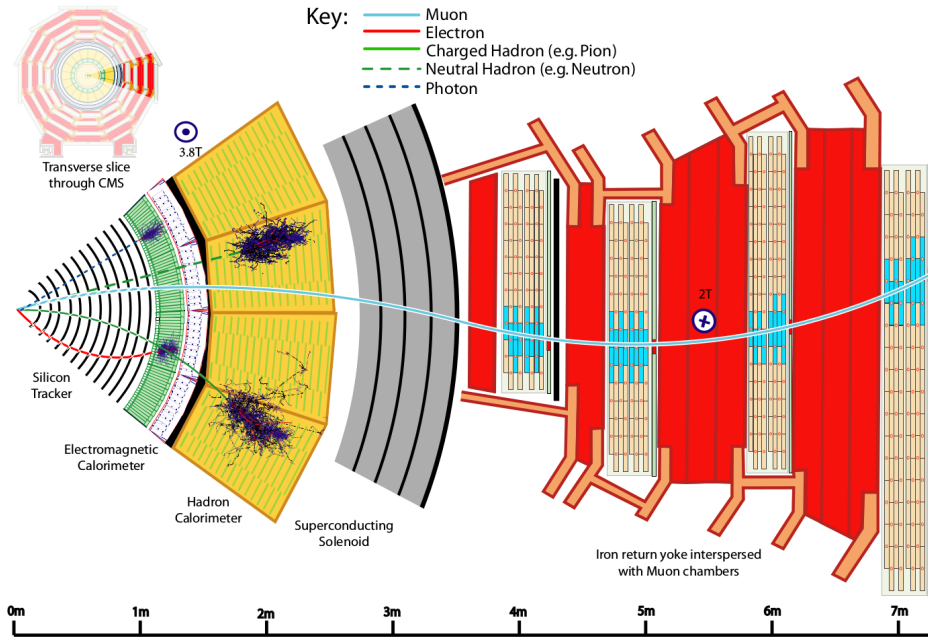 Key:
Muon
Electron
Charged Hadron (e.g. Pion)
Neutral Hadron (e.g. Neutron)
Photon
Transverse slice
through CMS
3.8T
2T
Silicon
Tracker
Electromagnetic
Calorimeter
Hadron
Calorimeter
Superconducting
Solenoid
Iron return yoke interspersed
with Muon chambers
0m
1m
2m
3m
4m
5m
6m
7m